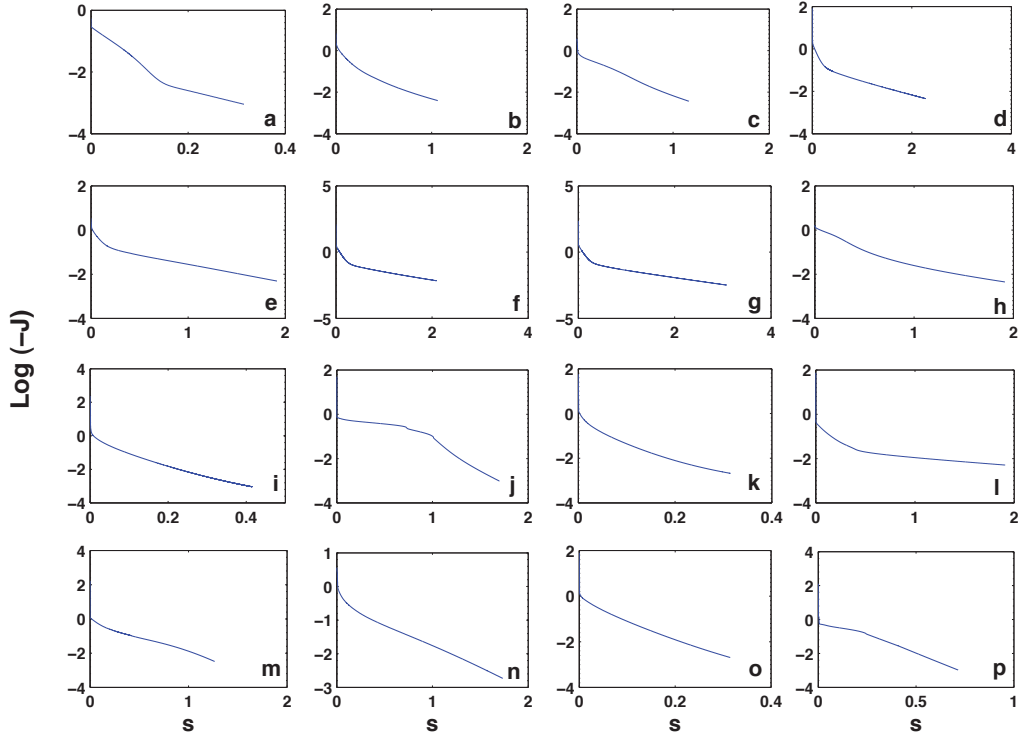 0 2 2 2
0 0 0
−2 −2 −2 −2
−4 a −4 b −4 c −4 d
0 0.2 0.4 0 1 2 0 1 2 0 2 4
2 5 5 2
0 0 0 0
−2 −2
−4 e −5 f −5 g −4 h
0 1 2 0 2 4 0 2 4 0 1 2
Log (−J)
4 2 2 2
2 0 0 0
0
−2 −2 −2 −2
−4 i −4 j −4 k −4 l
0 0.2 0.4 0 1 2 0 0.2 0.4 0 1 2
4 1 2 4
2 0 0 2
0 −1 0
−2 −2 −2 −2
−4 m −3 n −4 o −4 p
0 1 2 0 1 2 0 0.2 0.4 0 0.5 1
s s s s